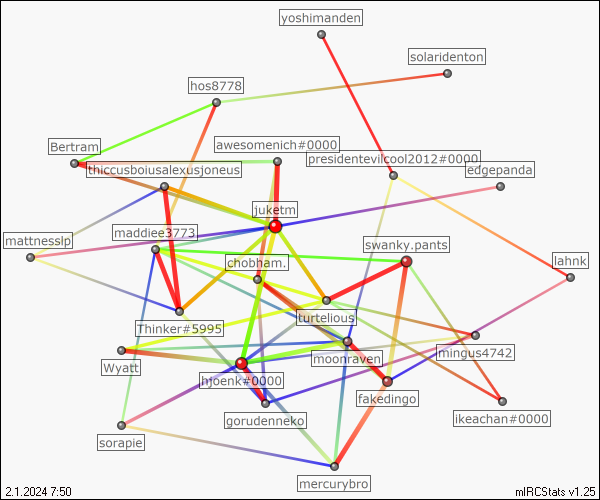 yoshimanden
solaridenton
hos8778
Bertram
awesomenich#0000
presidentevilcool2012#0000
thiccusboiusalexusjoneus
edgepanda
juketm
mattnesslp
maddiee3773
swanky.pants
chobham.
lahnk
turtelious
Thinker#5995
moonraven
mingus4742
Wyatt
hjoenk#0000
fakedingo
gorudenneko
ikeachan#0000
sorapie
mercurybro
2.1.2024 7:50
mIRCStats v1.25